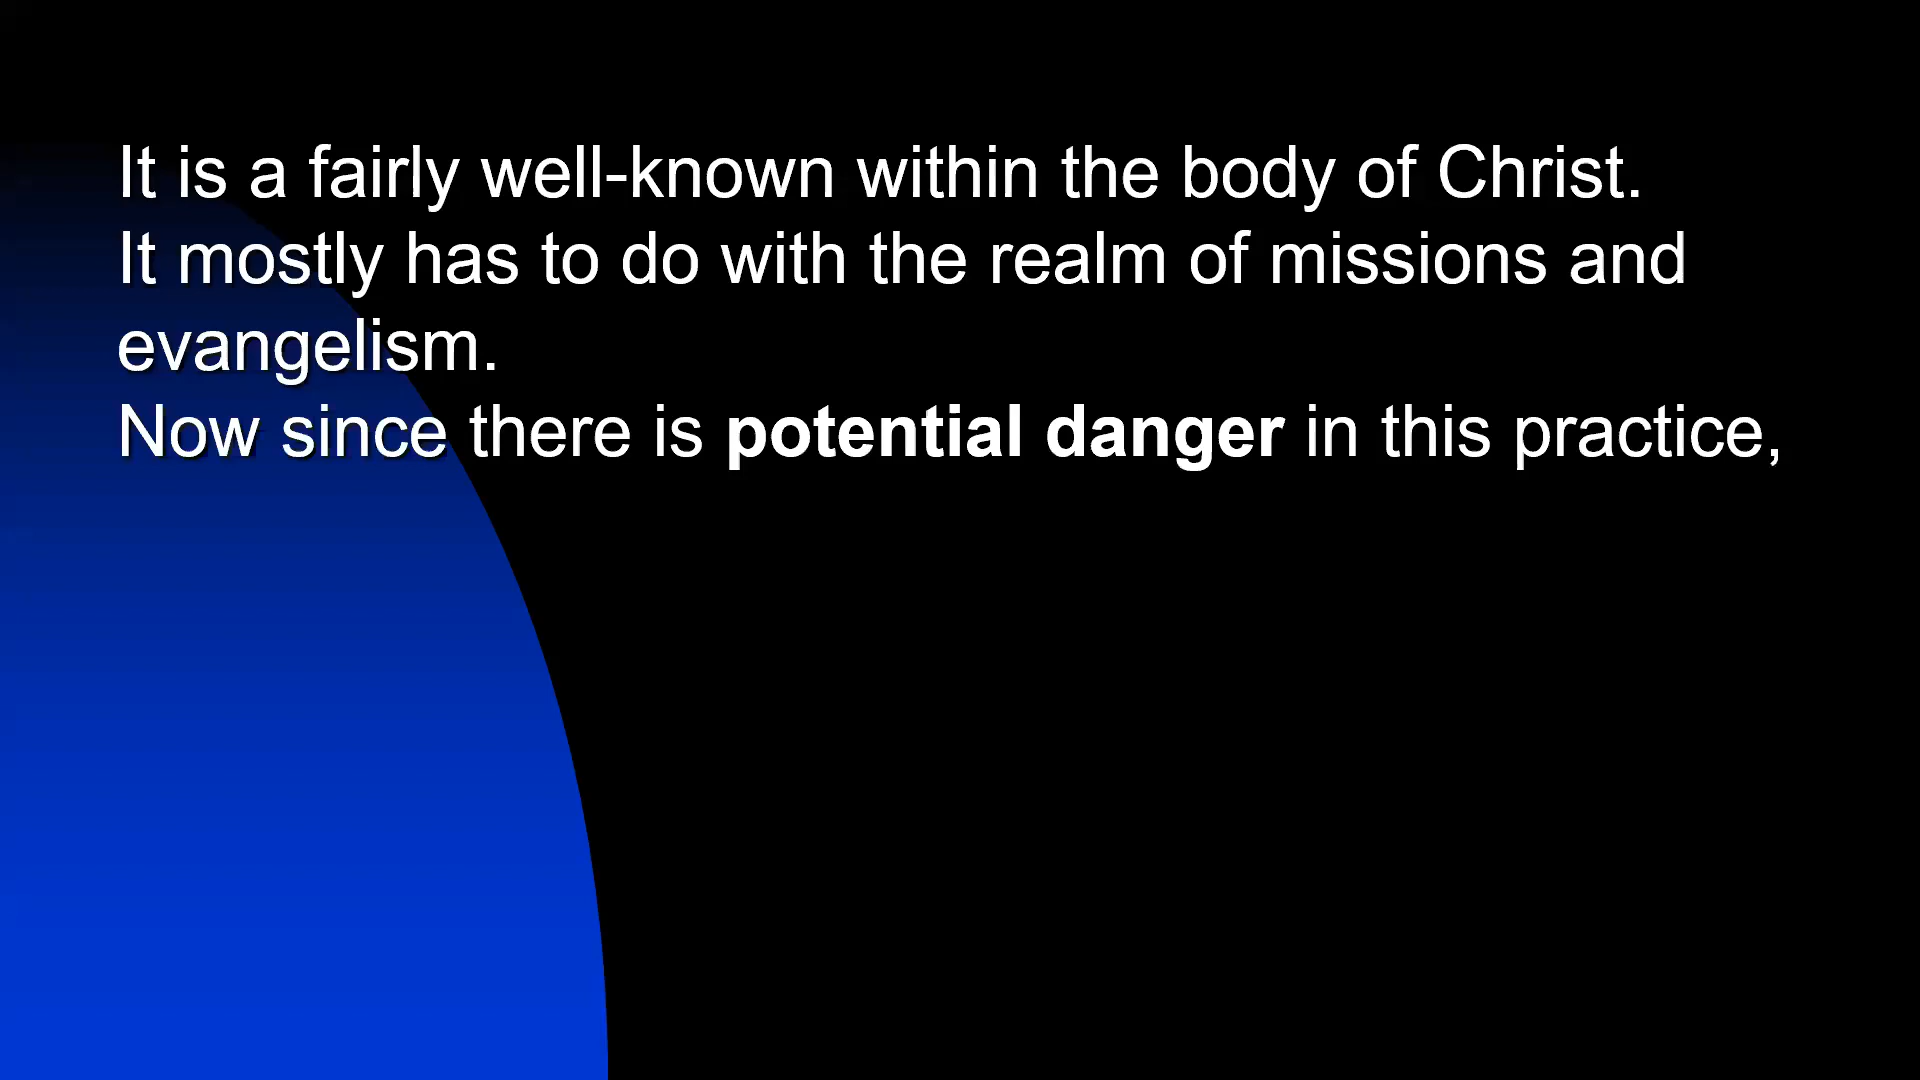 It is a fairly well-known within the body of Christ.
It mostly has to do with the realm of missions and
evangelism.
Now since there is potential danger in this practice,